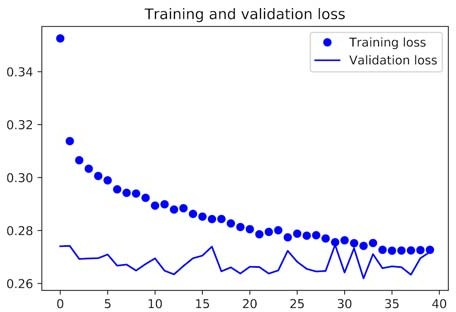 Training and validation loss
Training loss
Validation loss
0.34
0.32
0.30
0.28
0.26
0 5 10 15 20 25 30 35 40